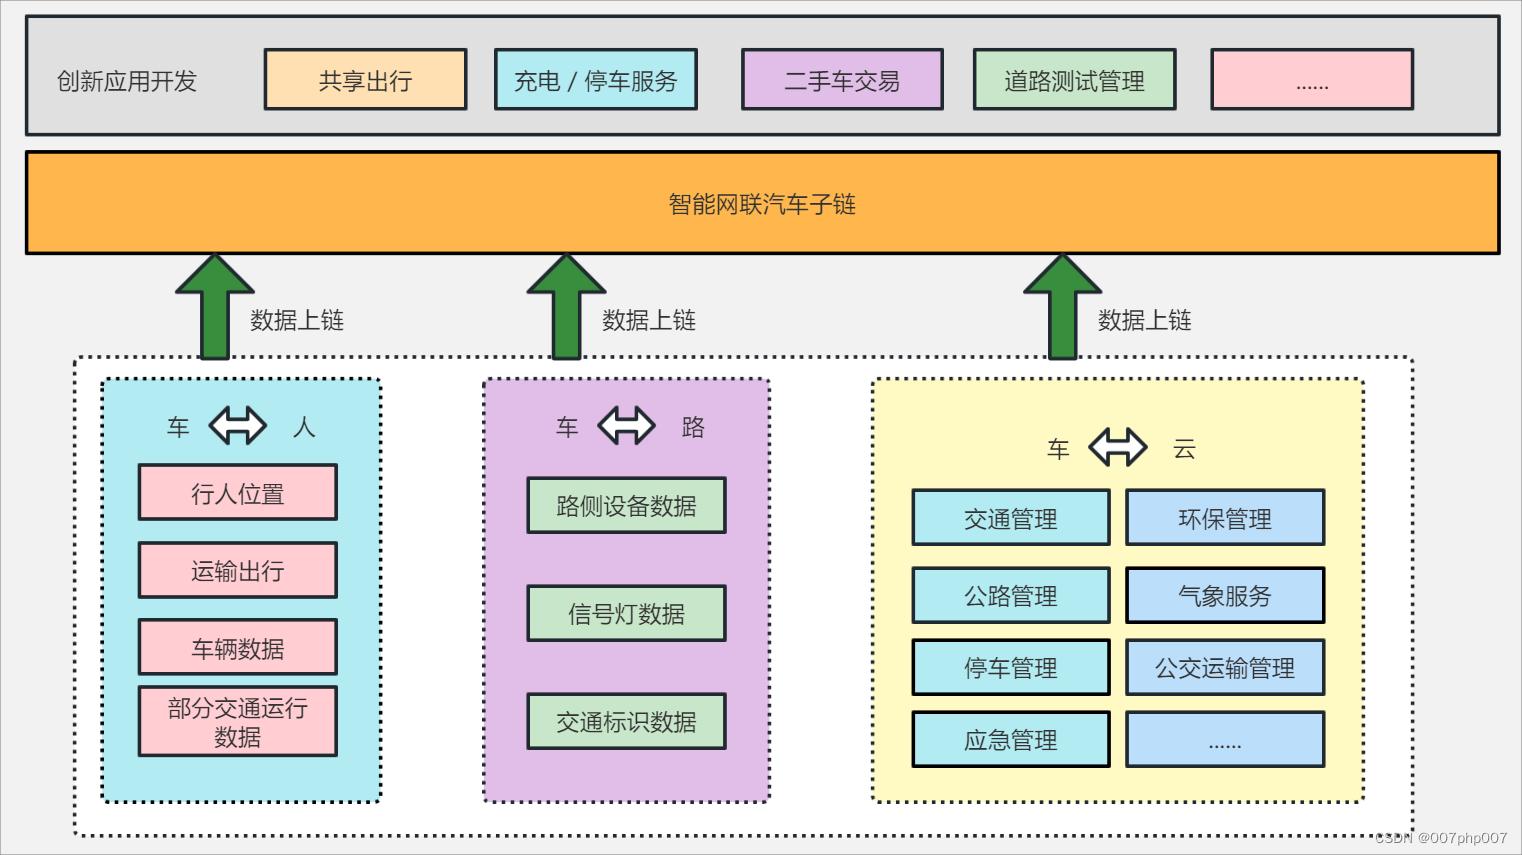 创新应用开发
共享出行
充电 / 停车服务
二手车交易
道路测试管理
......
智能网联汽车子链
数据上链
数据上链
数据上链
车 人
行人位置
运输出行
车辆数据
部分交通运行
数据
车 路
路侧设备数据
信号灯数据
交通标识数据
车 云
交通管理
环保管理
公路管理
气象服务
停车管理
公交运输管理
应急管理
......
CSDN @007php007